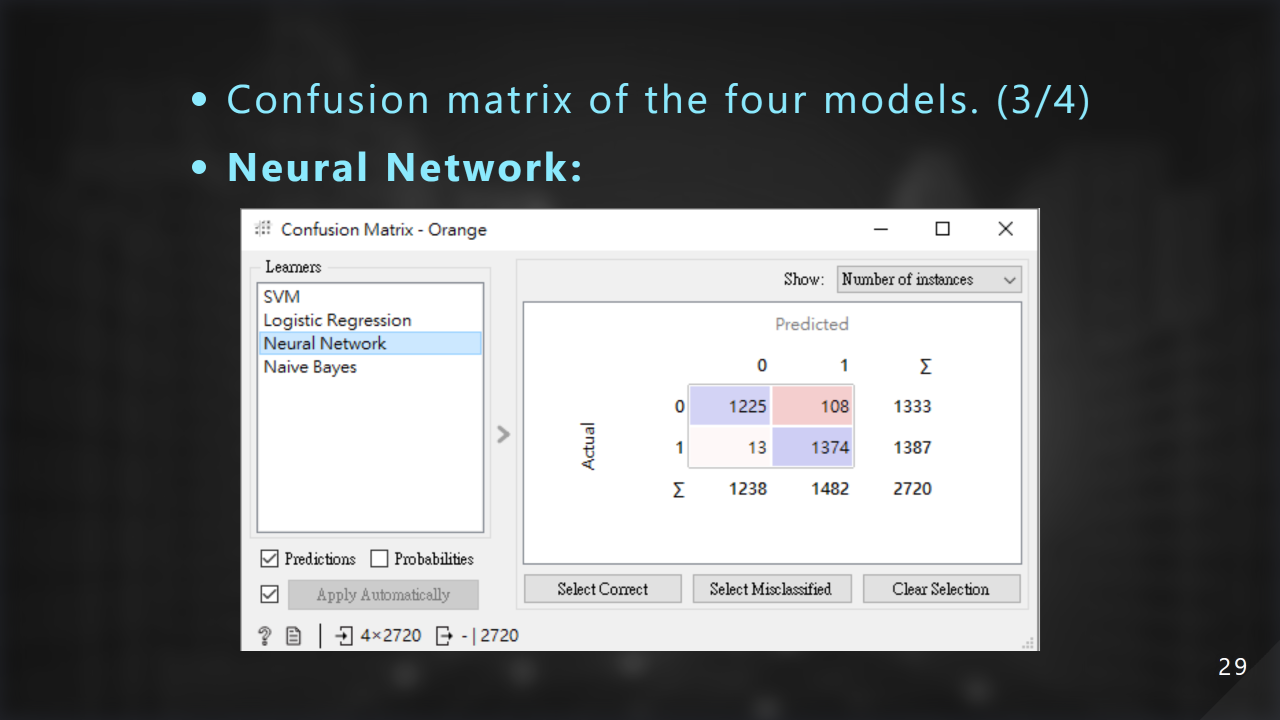 Confusion matrix of the four models. (3/4)
Neural Network:
Confusion Matrix - Orange
Learners
SVM
Logistic Regression
Neural Network
Naive Bayes
Predictions Probabilities
Apply Automatically
4×2720 - | 2720
Show: Number of instances
Predicted
0 1 Σ
Actual
0 1225 108 1333
1 13 1374 1387
Σ 1238 1482 2720
Select Correct Select Misclassified Clear Selection
29